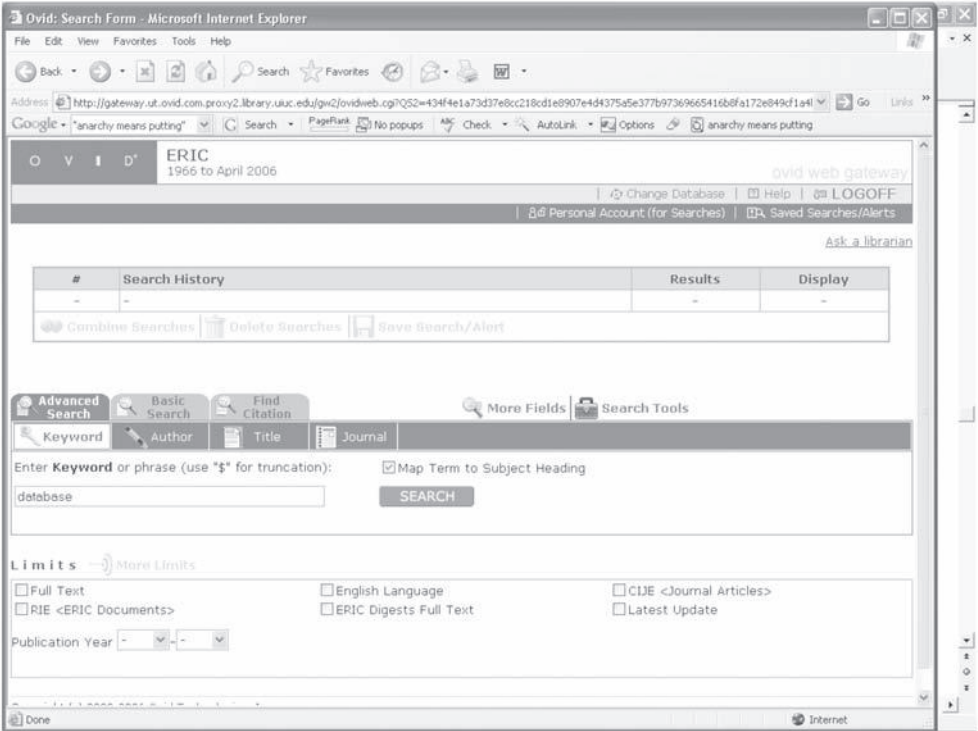 Ovid: Search Form - Microsoft Internet Explorer
File Edit View Favorites Tools Help
Back Search Favorites
Address http://gateway.ut.ovid.com.proxy2.library.uiuc.edu/gw2/ovidweb.cgi?QS2=434f4e1a73d37e8cc218cd1e8907e4d4375a5e377b97369665416b8fa172e849cf1a4l Go Links »
Google "anarchy means putting" Search PageRank No popups Check AutoLink Options anarchy means putting
OVID ERIC
1966 to April 2006
ovid web gateway
| Change Database | Help | LOGOFF
| Personal Account (for Searches) | Saved Searches/Alerts
Ask a librarian
# Search History Results Display
- - - -
Combine Searches Delete Searches Save Search/Alert
Advanced Search Basic Search Find Citation More Fields Search Tools
Keyword Author Title Journal
Enter Keyword or phrase (use "$" for truncation): Map Term to Subject Heading
database SEARCH
Limits More Limits
Full Text English Language CIJE <Journal Articles>
RIE <ERIC Documents> ERIC Digests Full Text Latest Update
Publication Year - - -
Done Internet